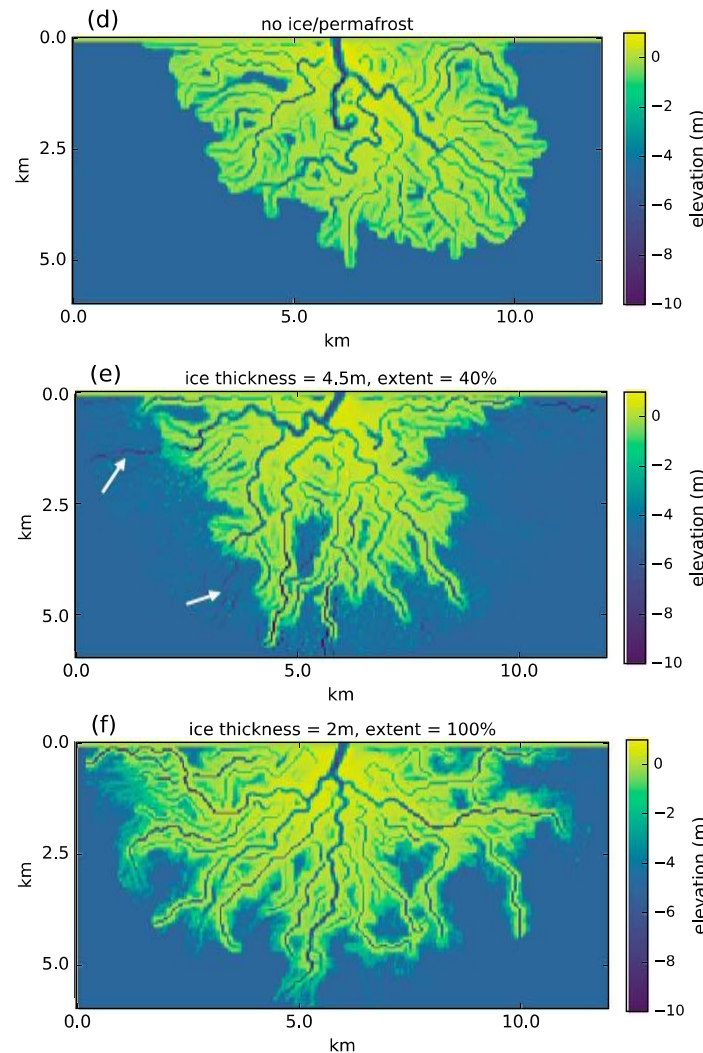 (d)
no ice/permafrost
0.0
2.5
5.0
km
0.0
5.0
10.0
km
0
−2
−4
−6
−8
−10
elevation (m)
(e)
ice thickness = 4.5m, extent = 40%
0.0
2.5
5.0
km
0.0
5.0
10.0
km
0
−2
−4
−6
−8
−10
elevation (m)
(f)
ice thickness = 2m, extent = 100%
0.0
2.5
5.0
km
0.0
5.0
10.0
km
0
−2
−4
−6
−8
−10
elevation (m)